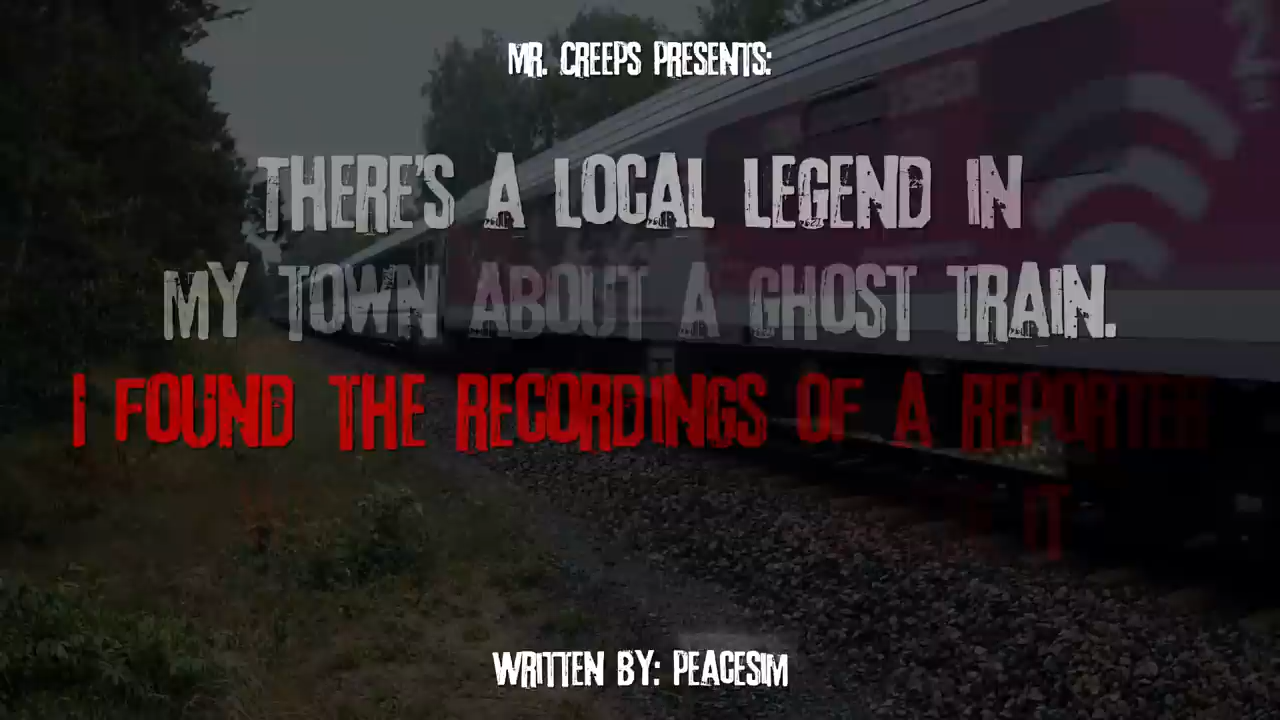 MR. CREEPS PRESENTS:
THERE'S A LOCAL LEGEND IN
MY TOWN ABOUT A GHOST TRAIN.
I FOUND THE RECORDINGS OF A REPORTER
IT
WRITTEN BY: PEACESIM